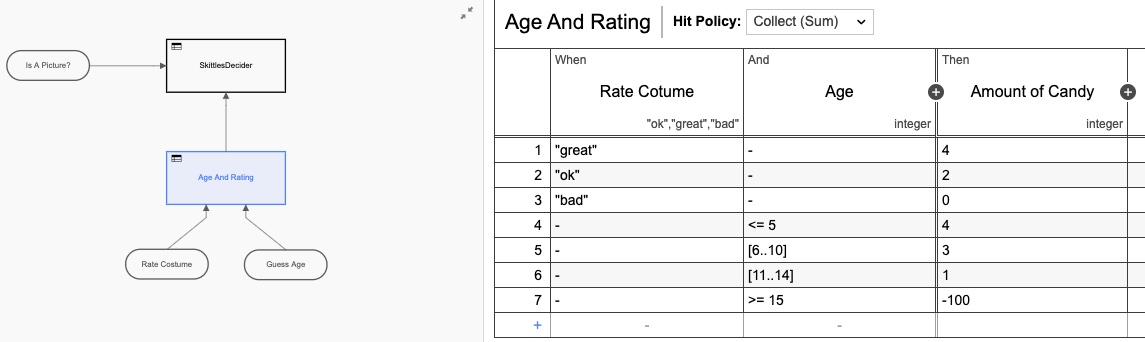 Is A Picture?
SkittlesDecider
Age And Rating
Rate Costume
Guess Age
Age And Rating Hit Policy: Collect (Sum)
When And Then
Rate Cotume Age + Amount of Candy +
"ok","great","bad" integer integer
1 "great" - 4
2 "ok" - 2
3 "bad" - 0
4 - <= 5 4
5 - [6..10] 3
6 - [11..14] 1
7 - >= 15 -100
+ - -